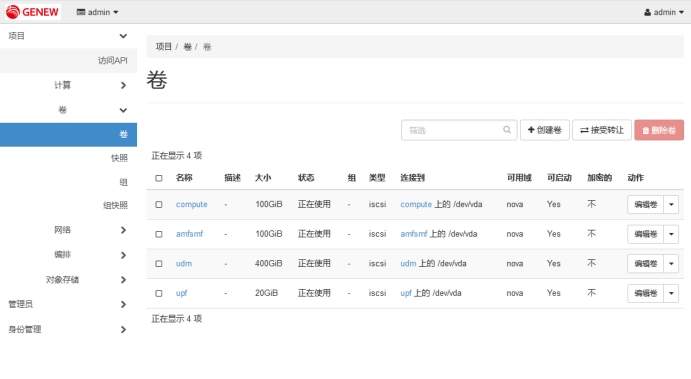 GENEW admin admin
项目
访问API
计算
卷
卷
快照
组
组快照
网络
编排
对象存储
管理员
身份管理
项目 / 卷 / 卷
卷
筛选 创建卷 接受转让 删除卷
正在显示 4 项
名称 描述 大小 状态 组 类型 连接到 可用域 可启动 加密的 动作
compute - 100GiB 正在使用 - iscsi compute 上的 /dev/vda nova Yes 不 编辑卷
amfsmf - 100GiB 正在使用 - iscsi amfsmf 上的 /dev/vda nova Yes 不 编辑卷
udm - 400GiB 正在使用 - iscsi udm 上的 /dev/vda nova Yes 不 编辑卷
upf - 20GiB 正在使用 - iscsi upf 上的 /dev/vda nova Yes 不 编辑卷
正在显示 4 项